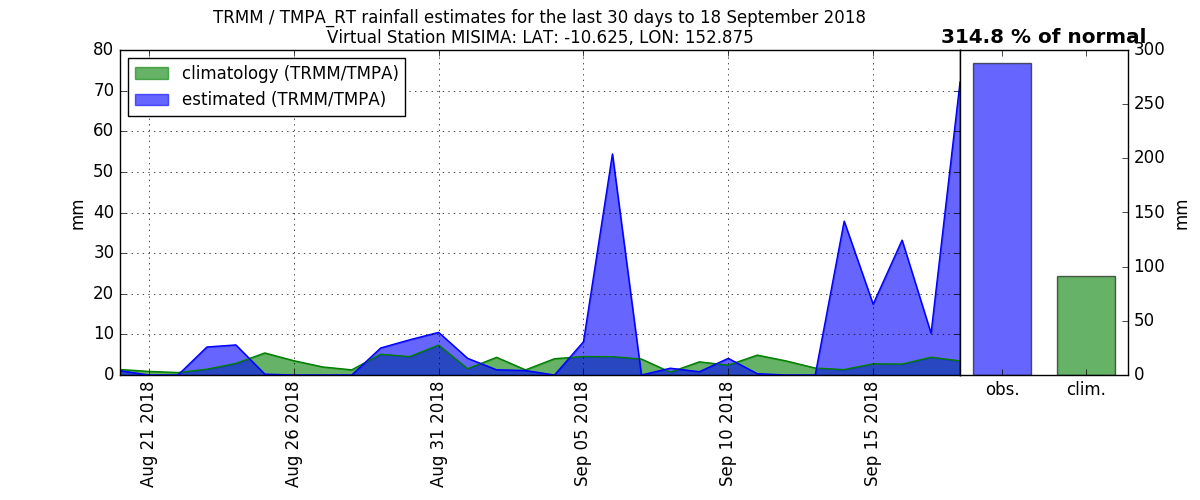 TRMM / TMPA_RT rainfall estimates for the last 30 days to 18 September 2018
Virtual Station MISIMA: LAT: -10.625, LON: 152.875
314.8 % of normal
climatology (TRMM/TMPA)
estimated (TRMM/TMPA)
80
70
60
50
40
30
20
10
0
mm
Aug 21 2018
Aug 26 2018
Aug 31 2018
Sep 05 2018
Sep 10 2018
Sep 15 2018
300
250
200
150
100
50
0
mm
obs.
clim.